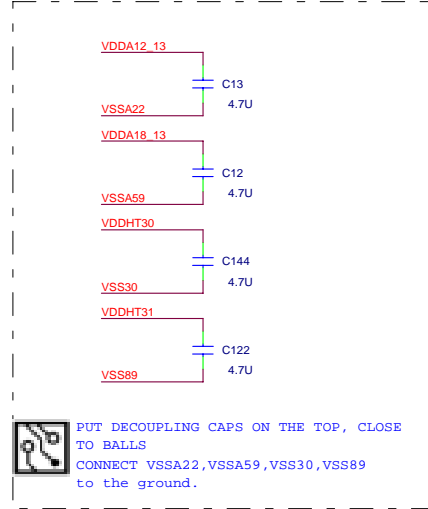 VDDA12_13
C13
4.7U
VSSA22
VDDA18_13
C12
4.7U
VSSA59
VDDHT30
C144
4.7U
VSS30
VDDHT31
C122
4.7U
VSS89
PUT DECOUPLING CAPS ON THE TOP, CLOSE
TO BALLS
CONNECT VSSA22,VSSA59,VSS30,VSS89
to the ground.